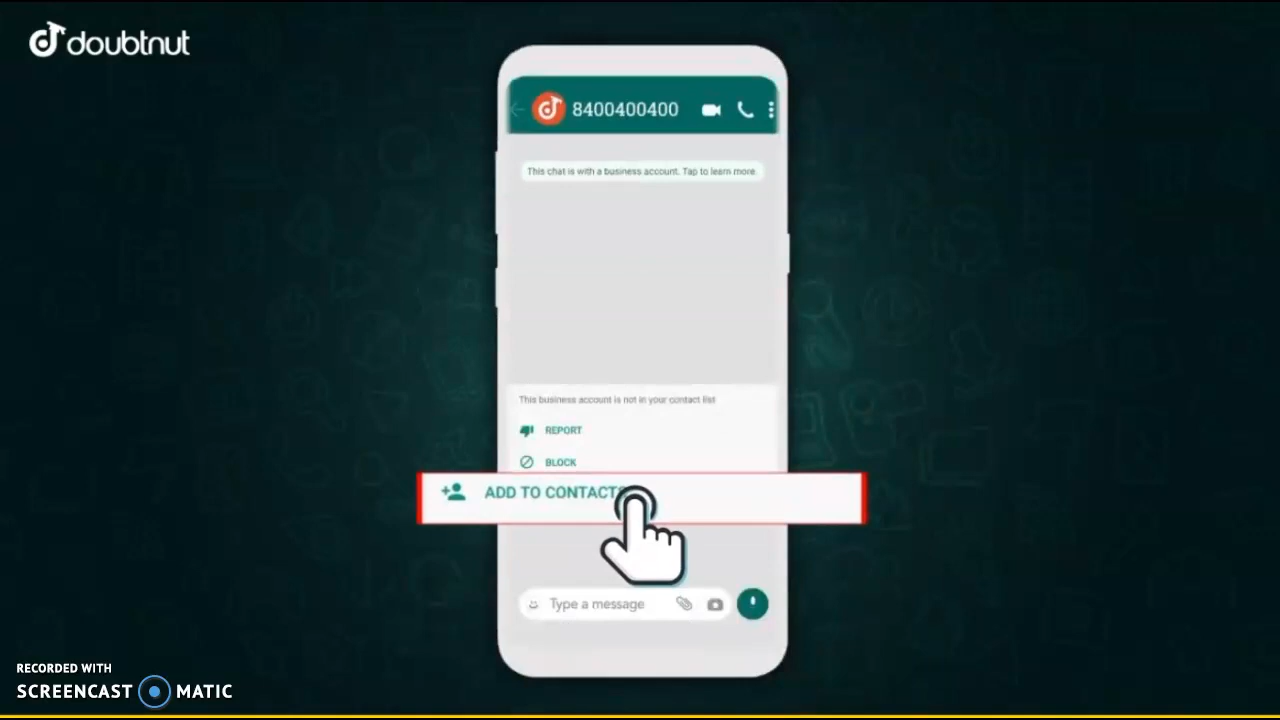 doubtnut
8400400400
This chat is with a business account. Tap to learn more.
This business account is not in your contact list
REPORT
BLOCK
ADD TO CONTACTS
Type a message
RECORDED WITH
SCREENCAST MATIC